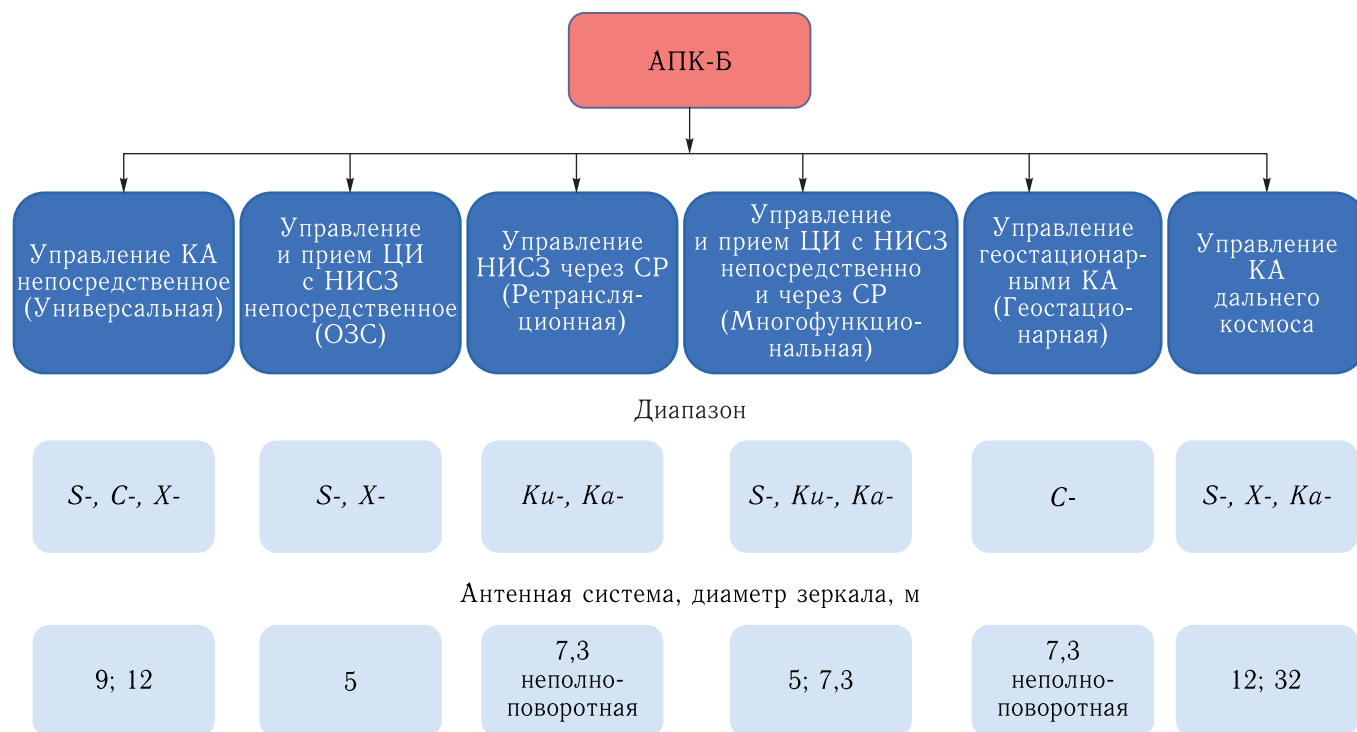 АПК-Б
Управление КА
непосредственное
(Универсальная)
Управление
и прием ЦИ
с НИСЗ
непосредственное
(ОЗС)
Управление
НИСЗ через СР
(Ретрансля-
ционная)
Управление
и прием ЦИ с НИСЗ
непосредственно
и через СР
(Многофункцио-
нальная)
Управление
геостационар-
ными КА
(Геостацио-
нарная)
Управление
КА
дальнего
космоса
Диапазон
S-, C-, X-
S-, X-
Ku-, Ka-
S-, Ku-, Ka-
C-
S-, X-, Ka-
Антенная система, диаметр зеркала, м
9; 12
5
7,3
неполно-
поворотная
5; 7,3
7,3
неполно-
поворотная
12; 32